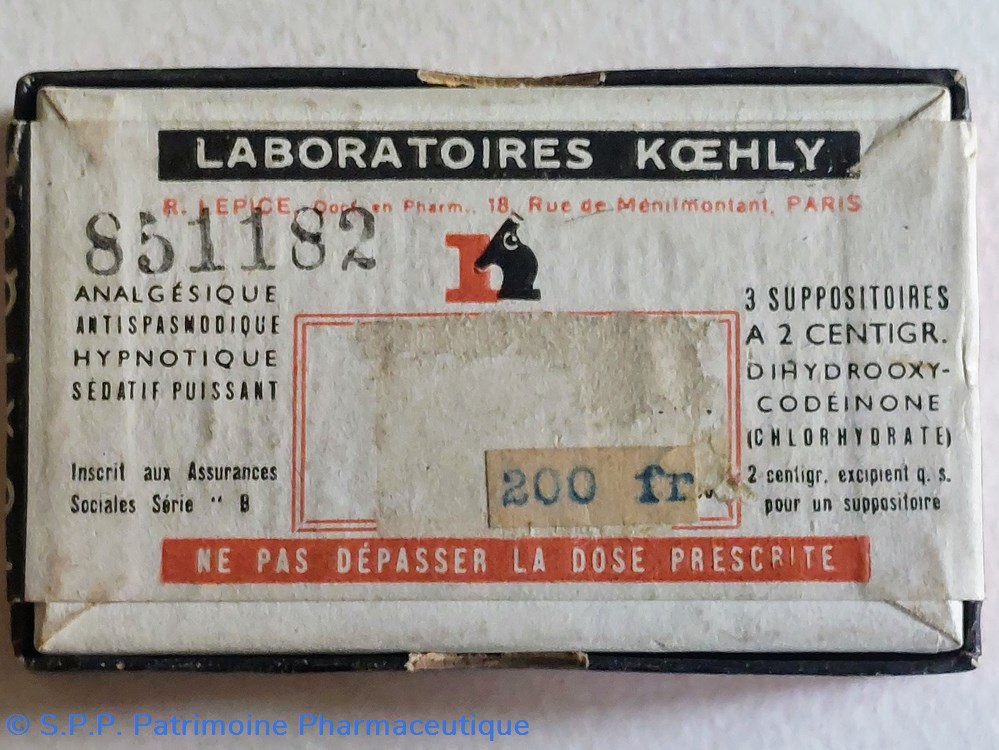 LABORATOIRES KŒHLY
R. LEPICE, Doct. en Pharm., 18, Rue de Ménilmontant, PARIS
851182
ANALGÉSIQUE
ANTISPASMODIQUE
HYPNOTIQUE
SÉDATIF PUISSANT
Inscrit aux Assurances
Sociales Série " B
3 SUPPOSITOIRES
A 2 CENTIGR.
DIHYDROOXY-
CODÉINONE
(CHLORHYDRATE)
2 centigr. excipient q. s.
pour un suppositoire
200 fr
NE PAS DÉPASSER LA DOSE PRESCRITE
© S.P.P. Patrimoine Pharmaceutique